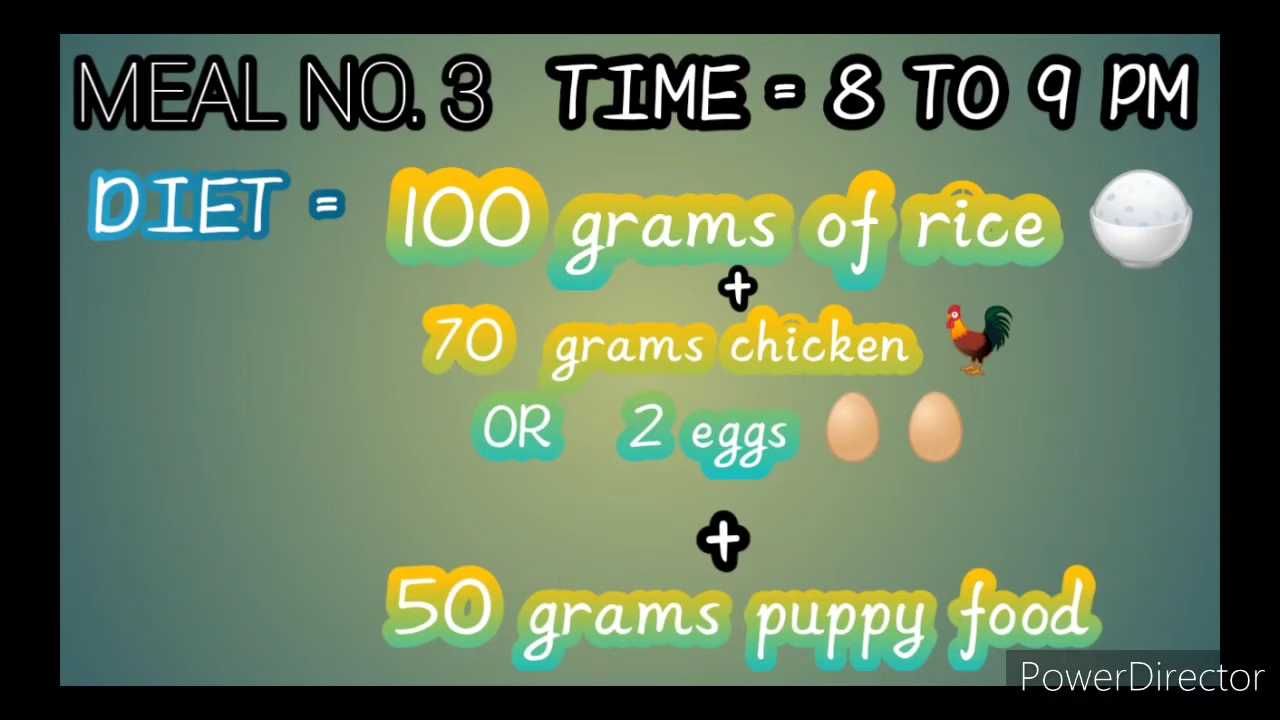 MEAL NO. 3 TIME = 8 TO 9 PM
DIET = 100 grams of rice
+
70 grams chicken
OR 2 eggs
+
50 grams puppy food
PowerDirector